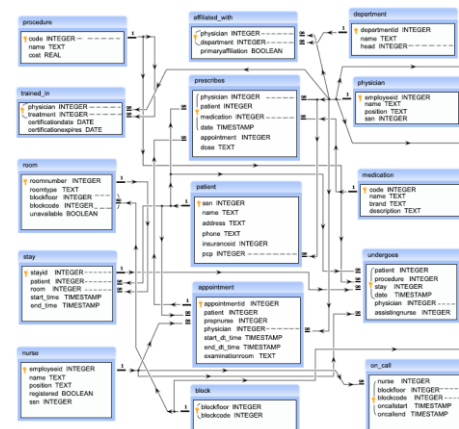 procedure
code INTEGER
name TEXT
cost REAL
affiliated_with
physician INTEGER
department INTEGER
primaryaffiliation BOOLEAN
department
departmentid INTEGER
name TEXT
head INTEGER
trained_in
physician INTEGER
treatment INTEGER
certificationdate DATE
certificationexpires DATE
prescribes
physician INTEGER
patient INTEGER
medication INTEGER
date TIMESTAMP
appointment INTEGER
dose TEXT
physician
employeeid INTEGER
name TEXT
position TEXT
ssn INTEGER
room
roomnumber INTEGER
roomtype TEXT
blockfloor INTEGER
blockcode INTEGER
unavailable BOOLEAN
patient
ssn INTEGER
name TEXT
address TEXT
phone TEXT
insuranceid INTEGER
pcp INTEGER
medication
code INTEGER
name TEXT
brand TEXT
description TEXT
stay
stayid INTEGER
patient INTEGER
room INTEGER
start_time TIMESTAMP
end_time TIMESTAMP
appointment
appointmentid INTEGER
patient INTEGER
prepnurse INTEGER
physician INTEGER
start_dt_time TIMESTAMP
end_dt_time TIMESTAMP
examinationroom TEXT
undergoes
patient INTEGER
procedure INTEGER
stay INTEGER
date TIMESTAMP
physician INTEGER
assistingnurse INTEGER
nurse
employeeid INTEGER
name TEXT
position TEXT
registered BOOLEAN
ssn INTEGER
block
blockfloor INTEGER
blockcode INTEGER
on_call
nurse INTEGER
blockfloor INTEGER
blockcode INTEGER
oncallstart TIMESTAMP
oncallend TIMESTAMP